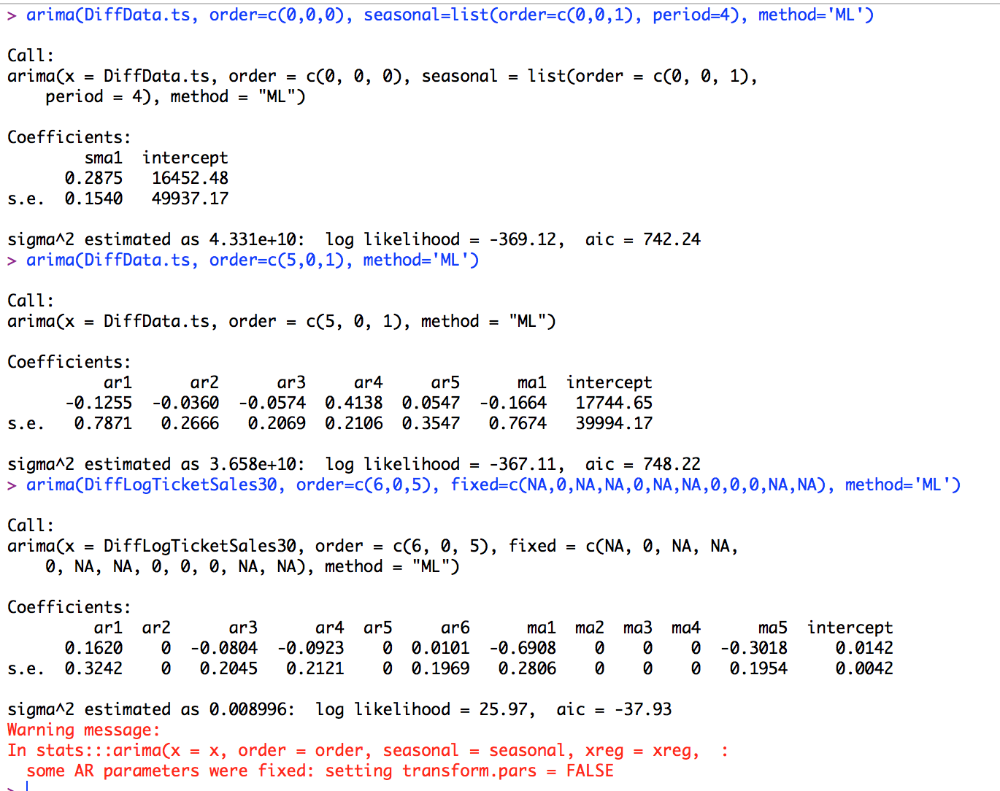 > arima(DiffData.ts, order=c(0,0,0), seasonal=list(order=c(0,0,1), period=4), method='ML')
Call:
arima(x = DiffData.ts, order = c(0, 0, 0), seasonal = list(order = c(0, 0, 1),
    period = 4), method = "ML")
Coefficients:
        sma1  intercept
      0.2875   16452.48
s.e.  0.1540   49937.17
sigma^2 estimated as 4.331e+10:  log likelihood = -369.12,  aic = 742.24
> arima(DiffData.ts, order=c(5,0,1), method='ML')
Call:
arima(x = DiffData.ts, order = c(5, 0, 1), method = "ML")
Coefficients:
          ar1      ar2      ar3     ar4     ar5      ma1  intercept
      -0.1255  -0.0360  -0.0574  0.4138  0.0547  -0.1664   17744.65
s.e.   0.7871   0.2666   0.2069  0.2106  0.3547   0.7674   39994.17
sigma^2 estimated as 3.658e+10:  log likelihood = -367.11,  aic = 748.22
> arima(DiffLogTicketSales30, order=c(6,0,5), fixed=c(NA,0,NA,NA,0,NA,NA,0,0,0,NA,NA), method='ML')
Call:
arima(x = DiffLogTicketSales30, order = c(6, 0, 5), fixed = c(NA, 0, NA, NA,
    0, NA, NA, 0, 0, 0, NA, NA), method = "ML")
Coefficients:
         ar1  ar2      ar3      ar4  ar5     ar6      ma1  ma2  ma3  ma4      ma5  intercept
      0.1620    0  -0.0804  -0.0923    0  0.0101  -0.6908    0    0    0  -0.3018     0.0142
s.e.  0.3242    0   0.2045   0.2121    0  0.1969   0.2806    0    0    0   0.1954     0.0042
sigma^2 estimated as 0.008996:  log likelihood = 25.97,  aic = -37.93
Warning message:
In stats:::arima(x = x, order = order, seasonal = seasonal, xreg = xreg,  :
  some AR parameters were fixed: setting transform.pars = FALSE
>